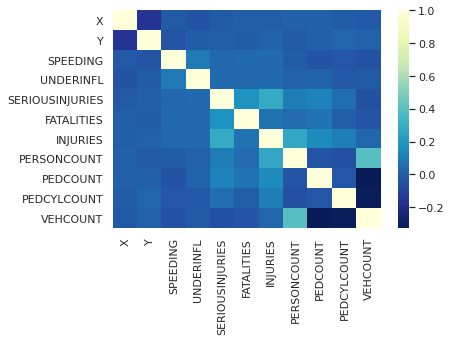 X
Y
SPEEDING
UNDERINFL
SERIOUSINJURIES
FATALITIES
INJURIES
PERSONCOUNT
PEDCOUNT
PEDCYLCOUNT
VEHCOUNT
X
Y
SPEEDING
UNDERINFL
SERIOUSINJURIES
FATALITIES
INJURIES
PERSONCOUNT
PEDCOUNT
PEDCYLCOUNT
VEHCOUNT
1.0
0.8
0.6
0.4
0.2
0.0
−0.2